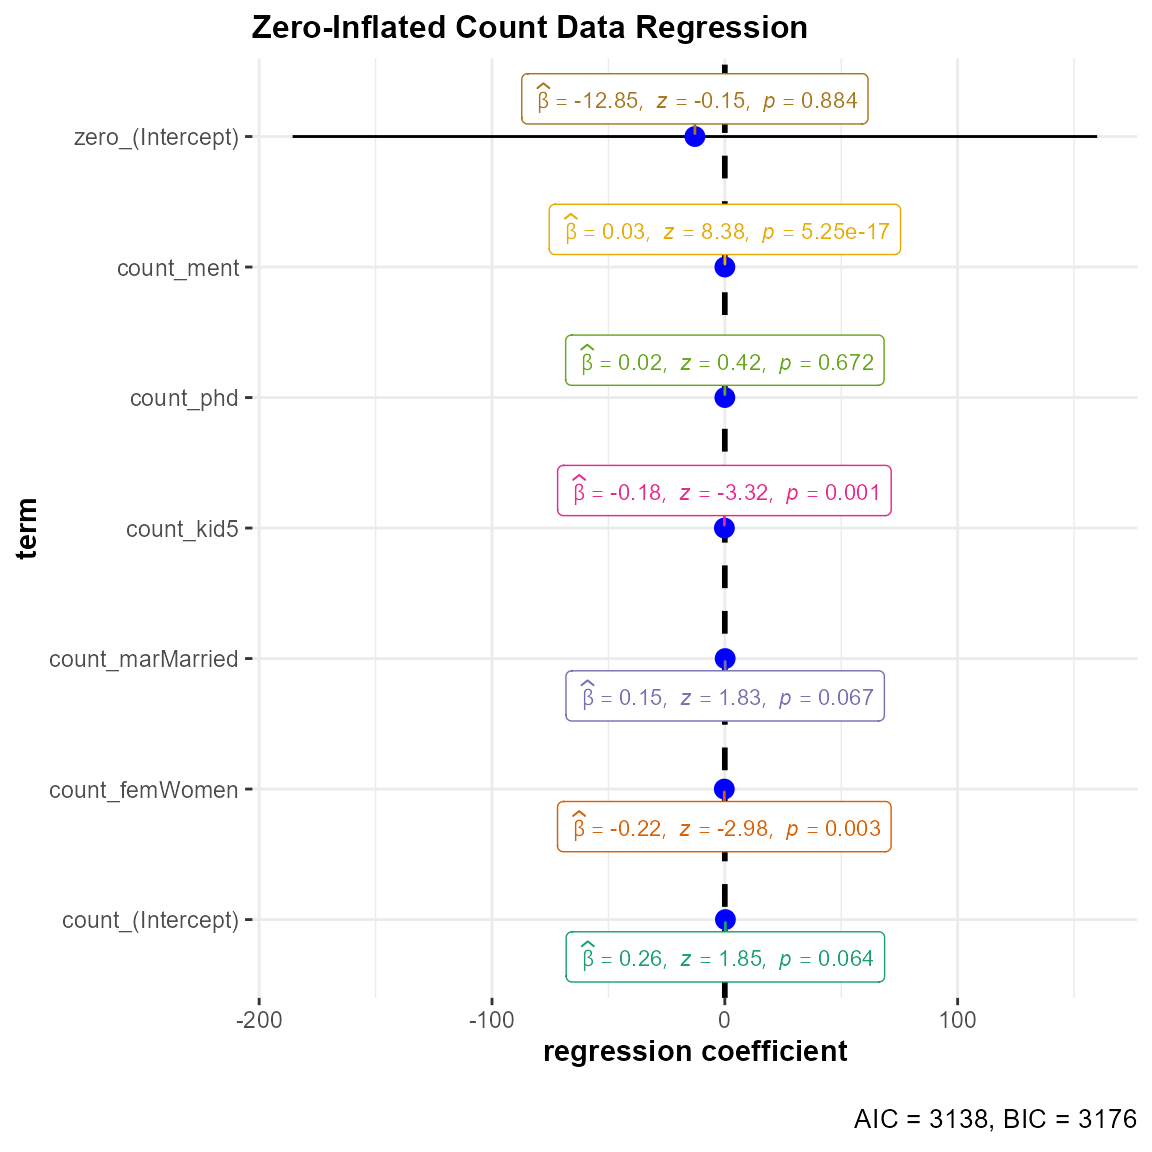 Zero-Inflated Count Data Regression
β̂ = -12.85, z = -0.15, p = 0.884
zero_(Intercept)
β̂ = 0.03, z = 8.38, p = 5.25e-17
count_ment
β̂ = 0.02, z = 0.42, p = 0.672
count_phd
β̂ = -0.18, z = -3.32, p = 0.001
count_kid5
term
count_marMarried
β̂ = 0.15, z = 1.83, p = 0.067
count_femWomen
β̂ = -0.22, z = -2.98, p = 0.003
count_(Intercept)
β̂ = 0.26, z = 1.85, p = 0.064
-200 -100 0 100
regression coefficient
AIC = 3138, BIC = 3176